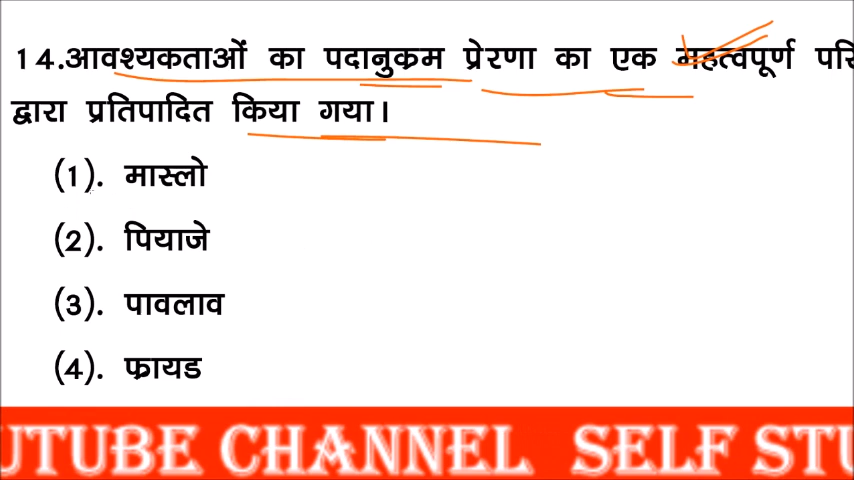 14.आवश्यकताओं का पदानुक्रम प्रेरणा का एक महत्वपूर्ण
द्वारा प्रतिपादित किया गया।
(1). मास्लो
(2). पियाजे
(3). पावलाव
(4). फ्रायड
UTUBE CHANNEL SELF STU